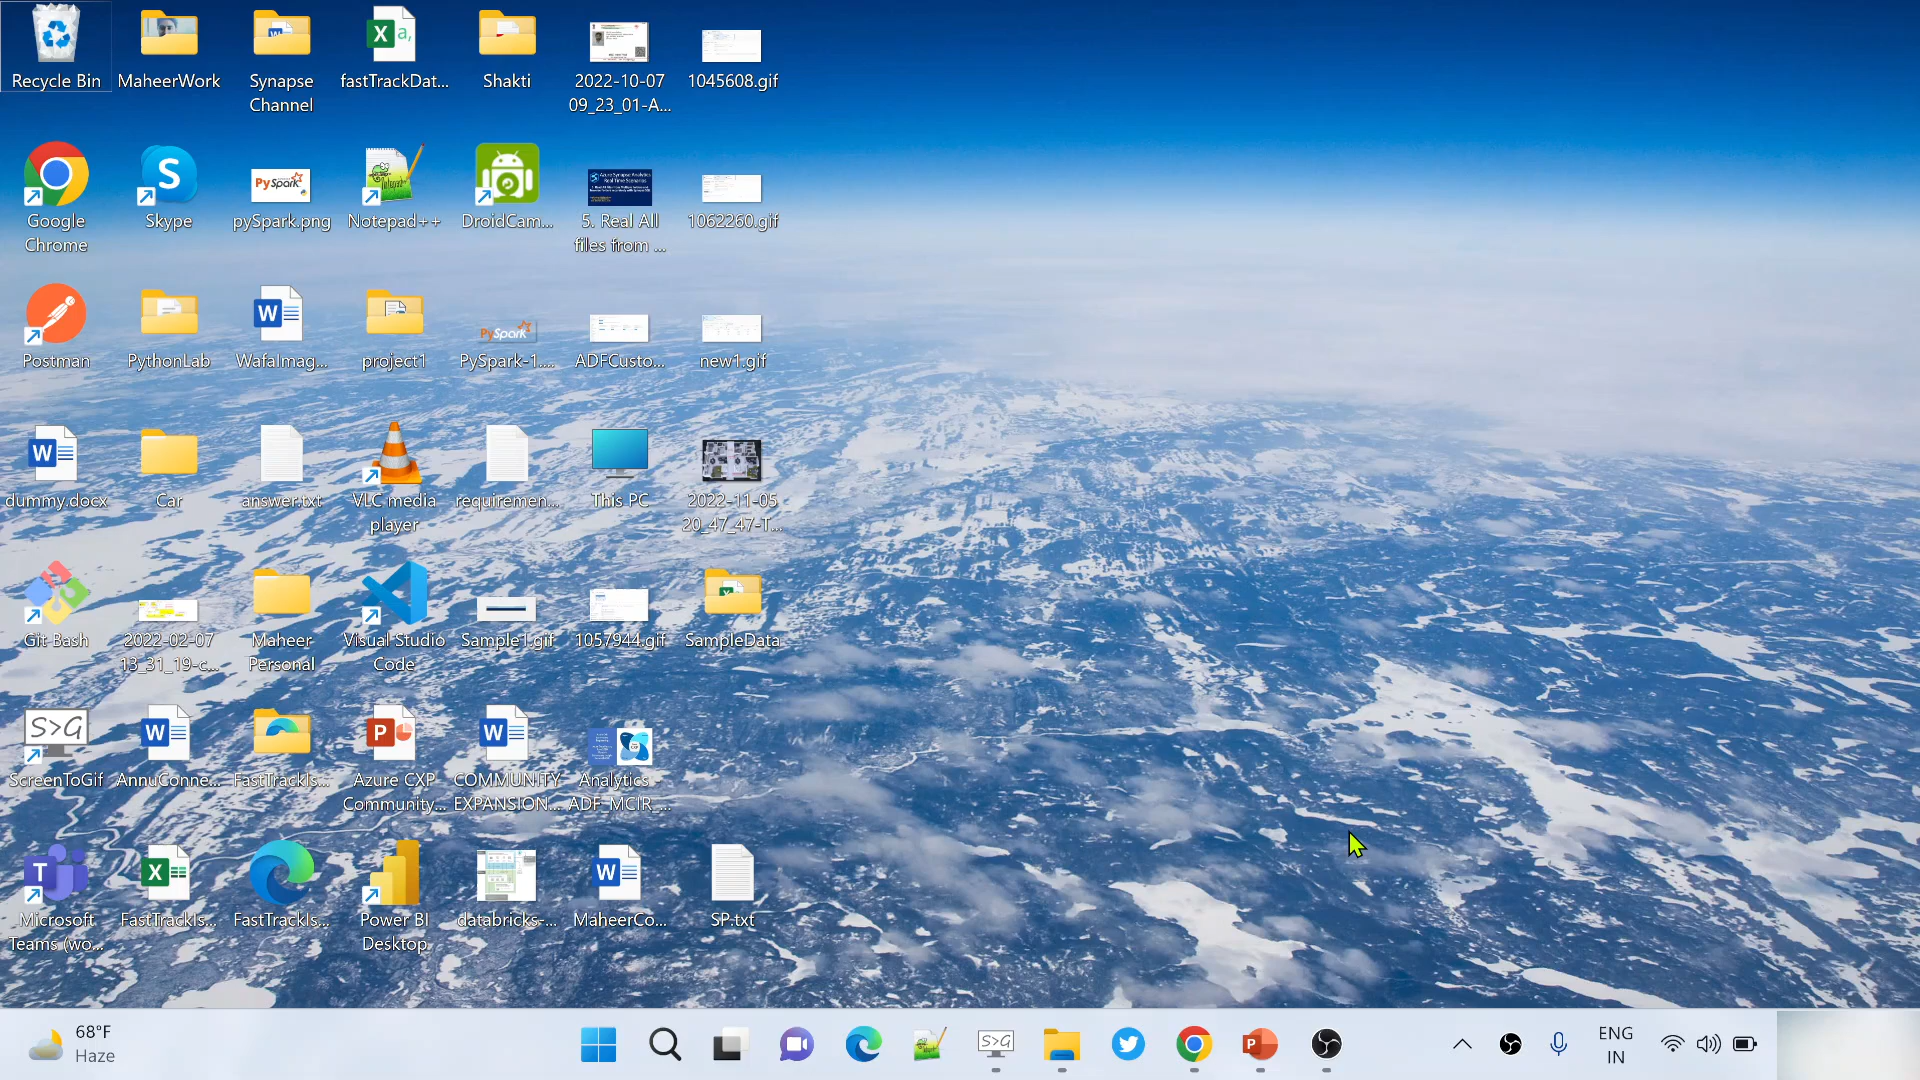 Recycle Bin
MaheerWork
Synapse
Channel
fastTrackDat...
Shakti
2022-10-07
09_23_01-A...
1045608.gif
Google
Chrome
Skype
pySpark.png
Notepad++
DroidCam...
5. Real All
files from ...
1062260.gif
Postman
PythonLab
WafaImag...
project1
PySpark-1....
ADFCusto...
new1.gif
dummy.docx
Car
answer.txt
VLC media
player
requiremen...
This PC
2022-11-05
20_47_47-T...
Git Bash
2022-02-07
13_31_19-c...
Maheer
Personal
Visual Studio
Code
Sample1.gif
1057944.gif
SampleData
ScreenToGif
AnnuConne...
FastTrackIs...
Azure CXP
Community...
COMMUNITY
EXPANSION...
Analytics -
ADF_MCIR_...
Microsoft
Teams (wo...
FastTrackIs...
FastTrackIs...
Power BI
Desktop
databricks-...
MaheerCo...
SP.txt
68°F
Haze
S>G
ENG
IN